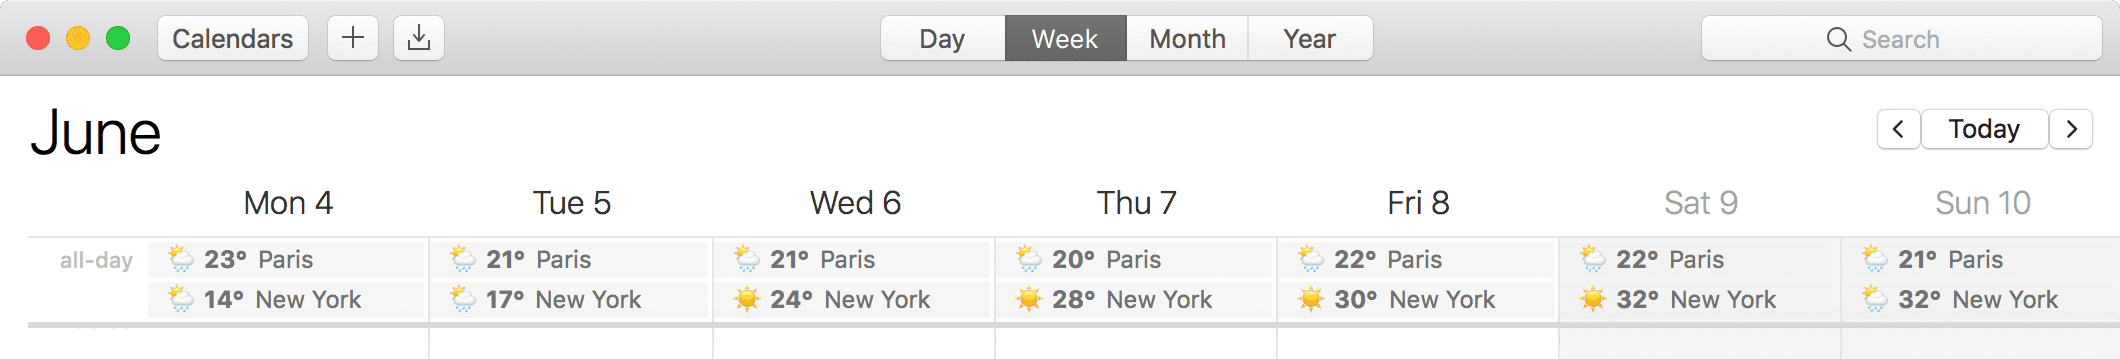 Calendars Day Week Month Year Search
June Today
Mon 4 Tue 5 Wed 6 Thu 7 Fri 8 Sat 9 Sun 10
all-day 23° Paris 21° Paris 21° Paris 20° Paris 22° Paris 22° Paris 21° Paris
14° New York 17° New York 24° New York 28° New York 30° New York 32° New York 32° New York